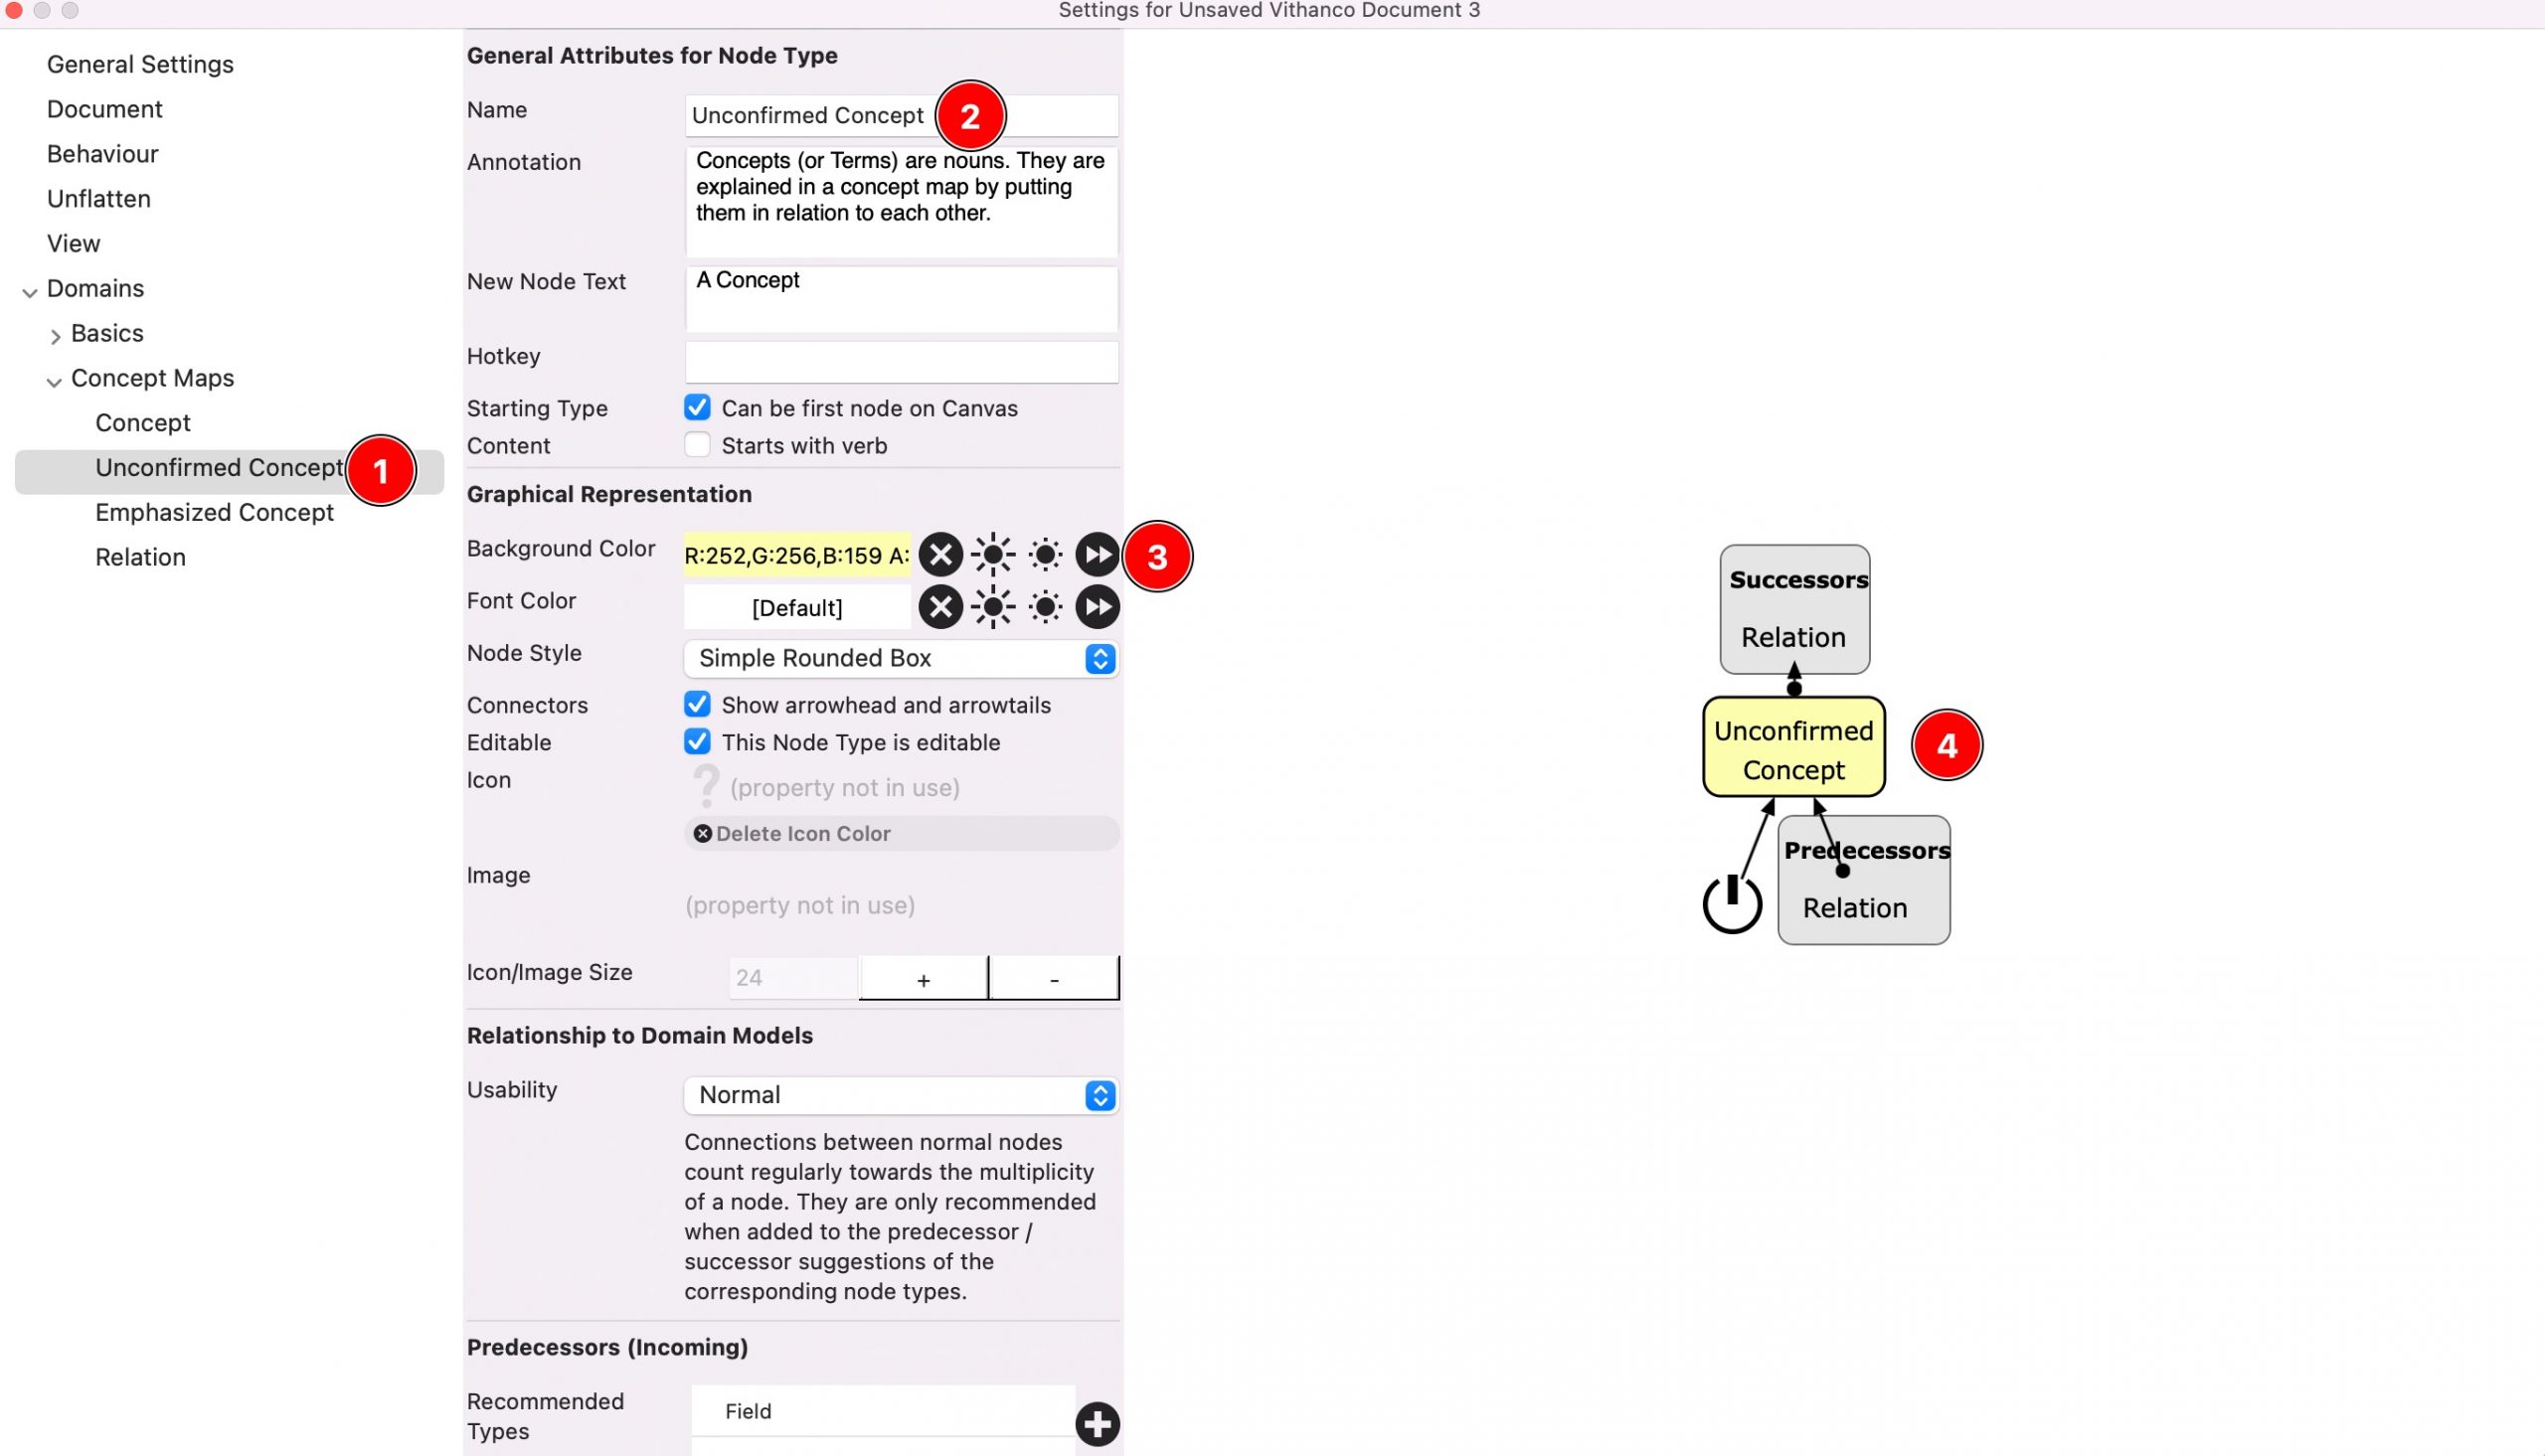 Settings for Unsaved Vithanco Document 3
General Settings
Document
Behaviour
Unflatten
View
Domains
Basics
Concept Maps
Concept
Unconfirmed Concept
1
Emphasized Concept
Relation
General Attributes for Node Type
Name
Unconfirmed Concept
2
Annotation
Concepts (or Terms) are nouns. They are
explained in a concept map by putting
them in relation to each other.
New Node Text
A Concept
Hotkey
Starting Type
Can be first node on Canvas
Content
Starts with verb
Graphical Representation
Background Color
R:252,G:256,B:159 A:
3
Font Color
[Default]
Node Style
Simple Rounded Box
Connectors
Show arrowhead and arrowtails
Editable
This Node Type is editable
Icon
? (property not in use)
Delete Icon Color
Image
(property not in use)
Icon/Image Size
24
+
-
Relationship to Domain Models
Usability
Normal
Connections between normal nodes
count regularly towards the multiplicity
of a node. They are only recommended
when added to the predecessor /
successor suggestions of the
corresponding node types.
Predecessors (Incoming)
Recommended
Types
Field
Successors
Relation
Unconfirmed
Concept
4
Predecessors
Relation